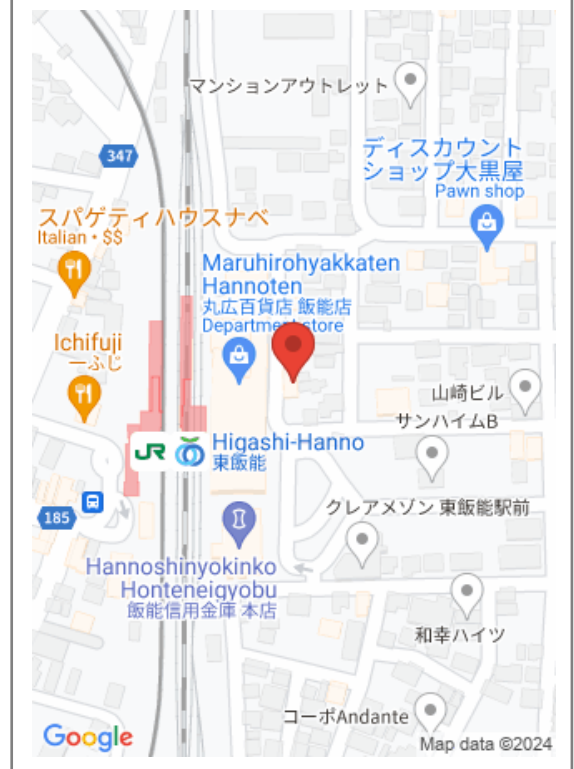 マンションアウトレット
347
ディスカウント
ショップ大黒屋
Pawn shop
スパゲティハウスナベ
Italian • $$
Maruhirohyakkaten
Hannoten
丸広百貨店 飯能店
Department store
Ichifuji
一ふじ
山崎ビル
サンハイムB
JR
Higashi-Hanno
東飯能
185
クレアメゾン 東飯能駅前
Hannoshinyokinko
Honteneigyobu
飯能信用金庫 本店
和幸ハイツ
コーポAndante
Google
Map data ©2024